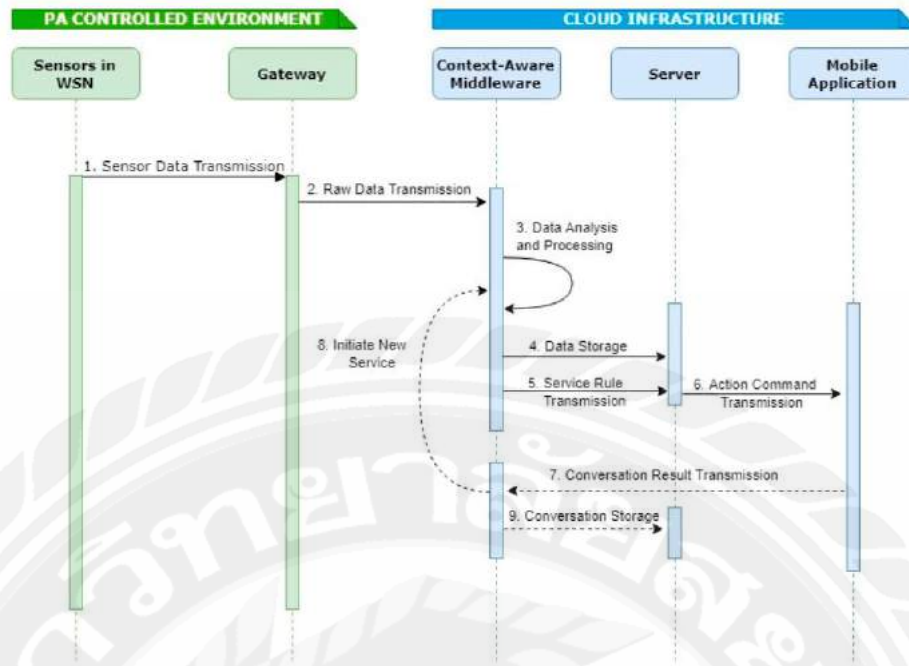 PA CONTROLLED ENVIRONMENT
CLOUD INFRASTRUCTURE
Sensors in
WSN
Gateway
Context-Aware
Middleware
Server
Mobile
Application
1. Sensor Data Transmission
2. Raw Data Transmission
3. Data Analysis
and Processing
8. Initiate New
Service
4. Data Storage
5. Service Rule
Transmission
6. Action Command
Transmission
7. Conversation Result Transmission
9. Conversation Storage